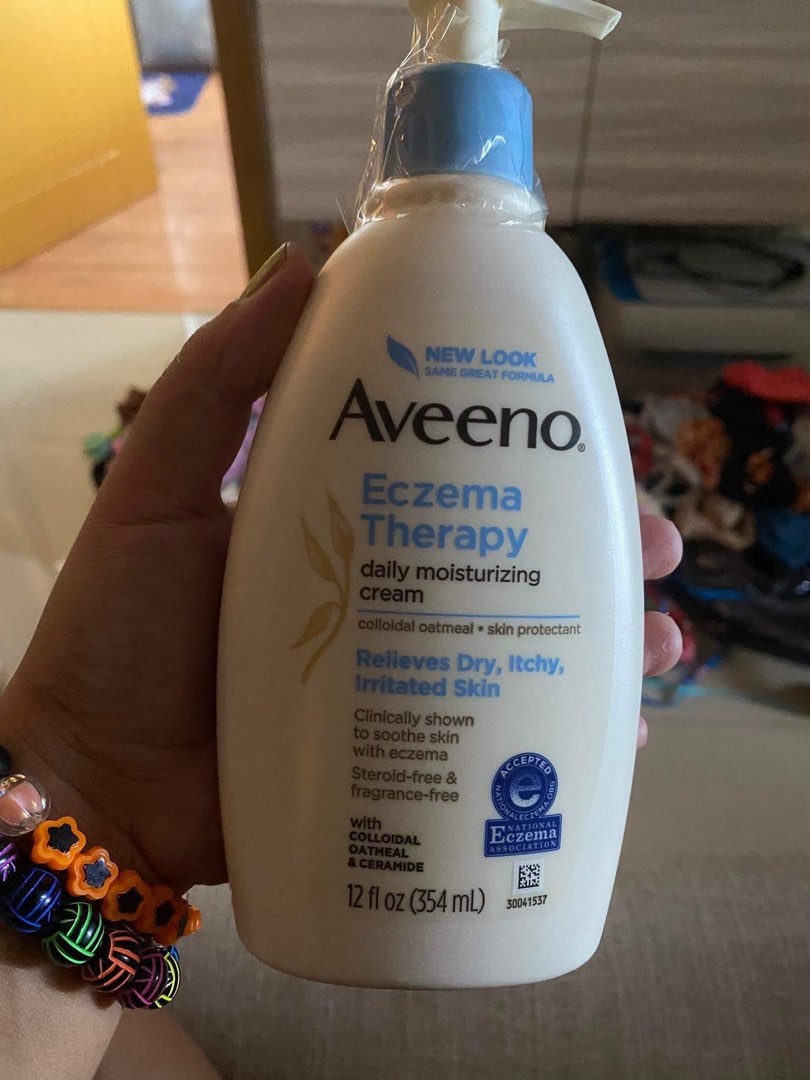 NEW LOOK
SAME GREAT FORMULA
Aveeno®
Eczema
Therapy
daily moisturizing
cream
colloidal oatmeal • skin protectant
Relieves Dry, Itchy,
Irritated Skin
Clinically shown
to soothe skin
with eczema
Steroid-free &
fragrance-free
with
COLLOIDAL
OATMEAL
& CERAMIDE
12 fl oz (354 mL)
ACCEPTED
e
NATIONALECZEMA.ORG
NATIONAL
Eczema
ASSOCIATION
30041537